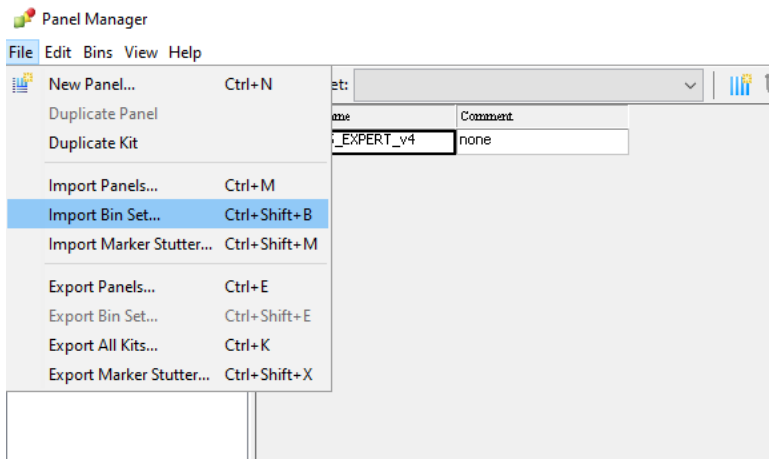 Panel Manager
File Edit Bins View Help
New Panel... Ctrl+N
et:
Duplicate Panel
ame Comment
Duplicate Kit
_EXPERT_v4 none
Import Panels... Ctrl+M
Import Bin Set... Ctrl+Shift+B
Import Marker Stutter... Ctrl+Shift+M
Export Panels... Ctrl+E
Export Bin Set... Ctrl+Shift+E
Export All Kits... Ctrl+K
Export Marker Stutter... Ctrl+Shift+X